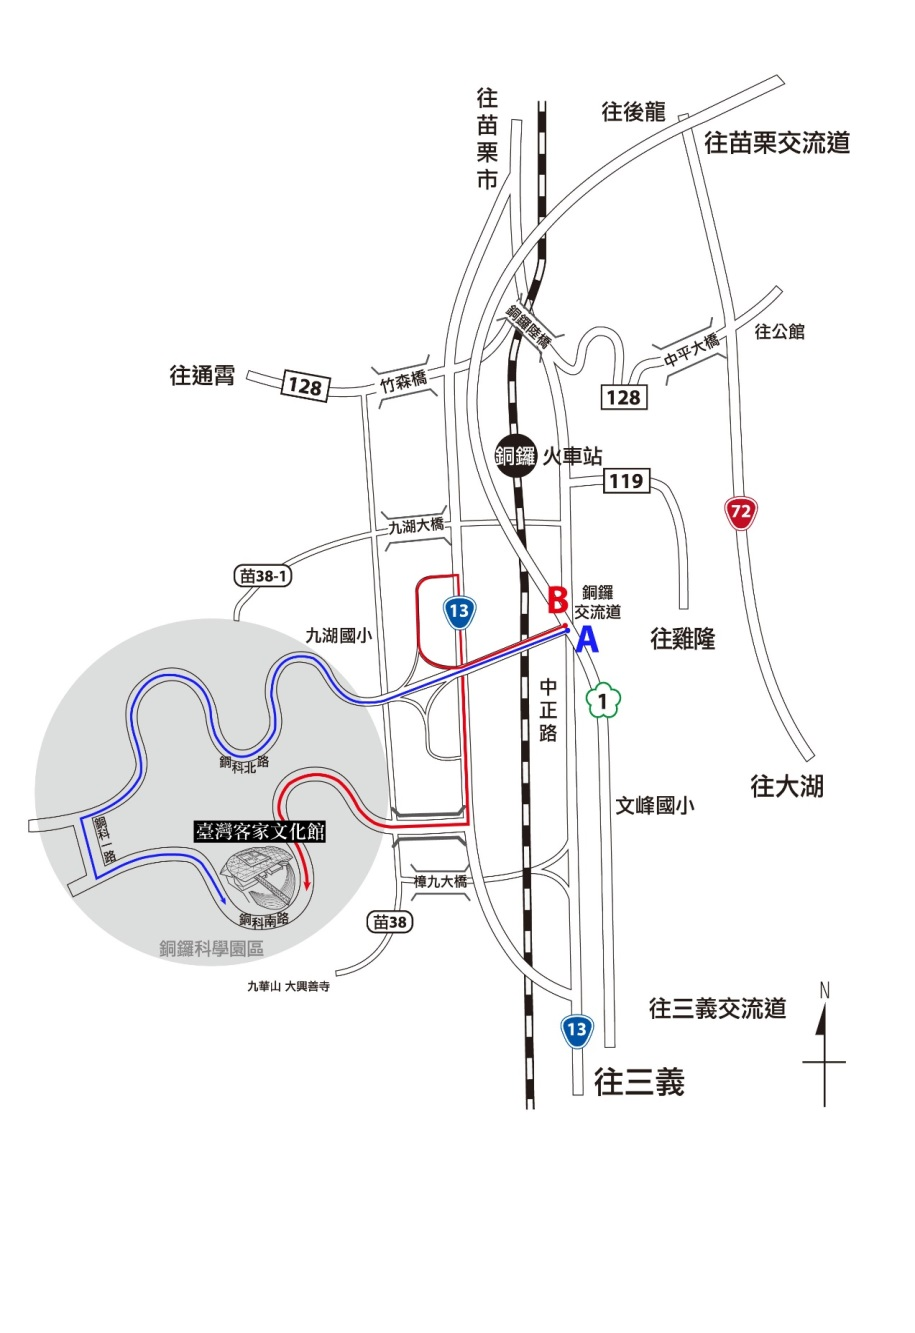 往苗栗市
往後龍
往苗栗交流道
銅鑼陸橋
往公館
中平大橋
往通霄
128
竹森橋
128
銅鑼
火車站
119
72
九湖大橋
苗38-1
13
B
銅鑼
交流道
A
九湖國小
往雞隆
中正路
1
銅科北路
往大湖
文峰國小
銅科一路
臺灣客家文化館
樟九大橋
銅科南路
苗38
銅鑼科學園區
九華山 大興善寺
N
往三義交流道
13
往三義